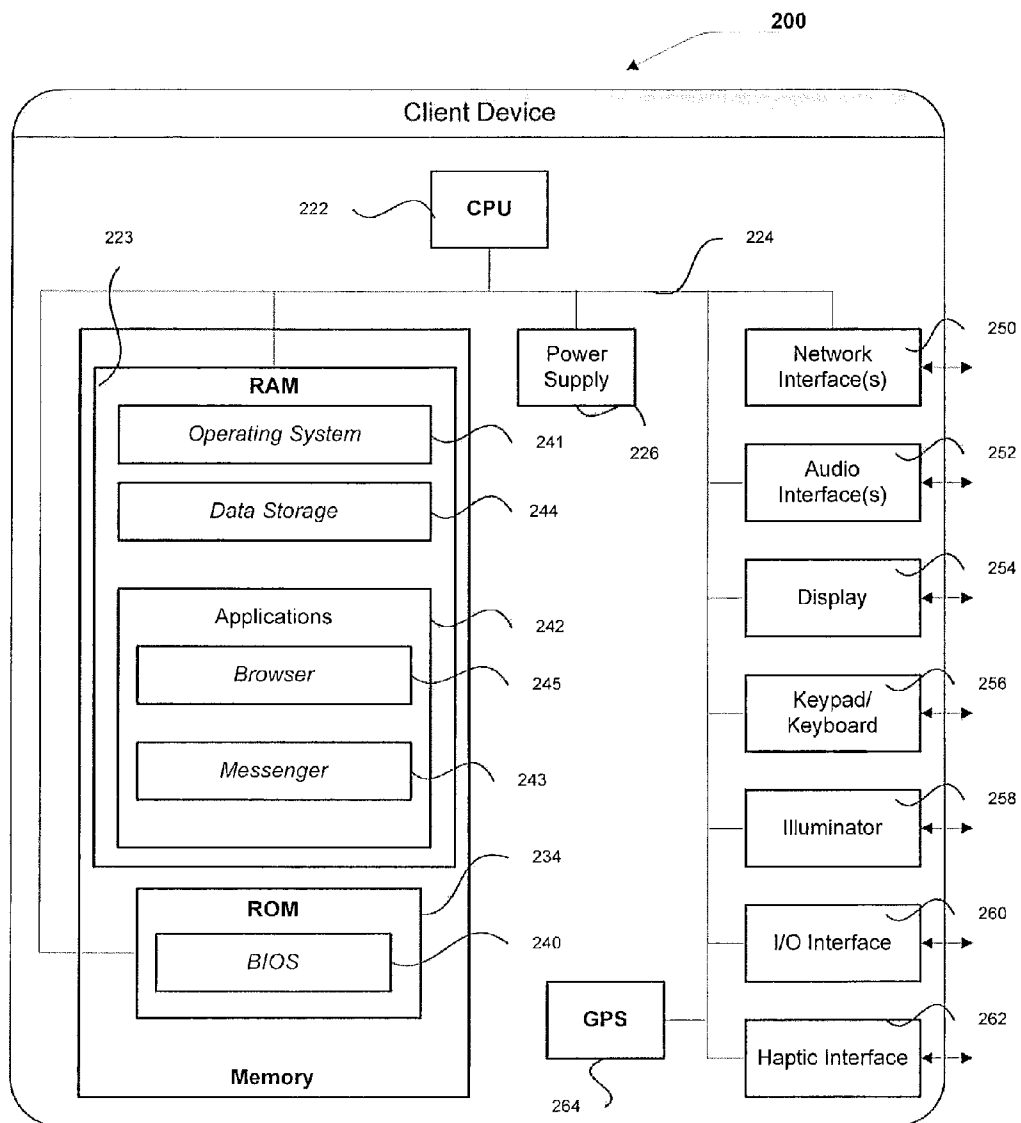 200
Client Device
222
CPU
223
224
Power
Supply
226
Network
Interface(s)
250
RAM
Operating System
241
Audio
Interface(s)
252
Data Storage
244
Display
254
Applications
242
Browser
245
Keypad/
Keyboard
256
Messenger
243
Illuminator
258
234
ROM
BIOS
240
I/O Interface
260
GPS
264
Haptic Interface
262
Memory